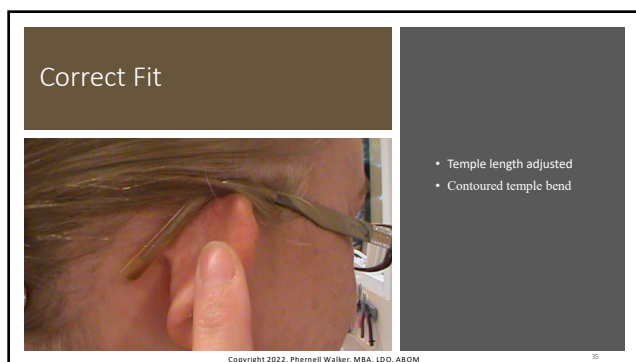 Correct Fit
• Temple length adjusted
• Contoured temple bend
Copyright 2022, Phernell Walker, MBA, LDO, ABOM
35